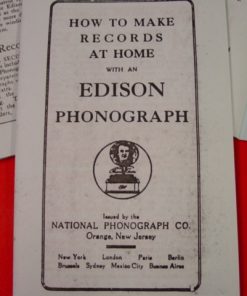 HOW TO MAKE
RECORDS
AT HOME
WITH AN
EDISON
PHONOGRAPH
Issued by the
NATIONAL PHONOGRAPH CO.
Orange, New Jersey
New York London Paris Berlin
Brussels Sydney Mexico City Buenos Aires